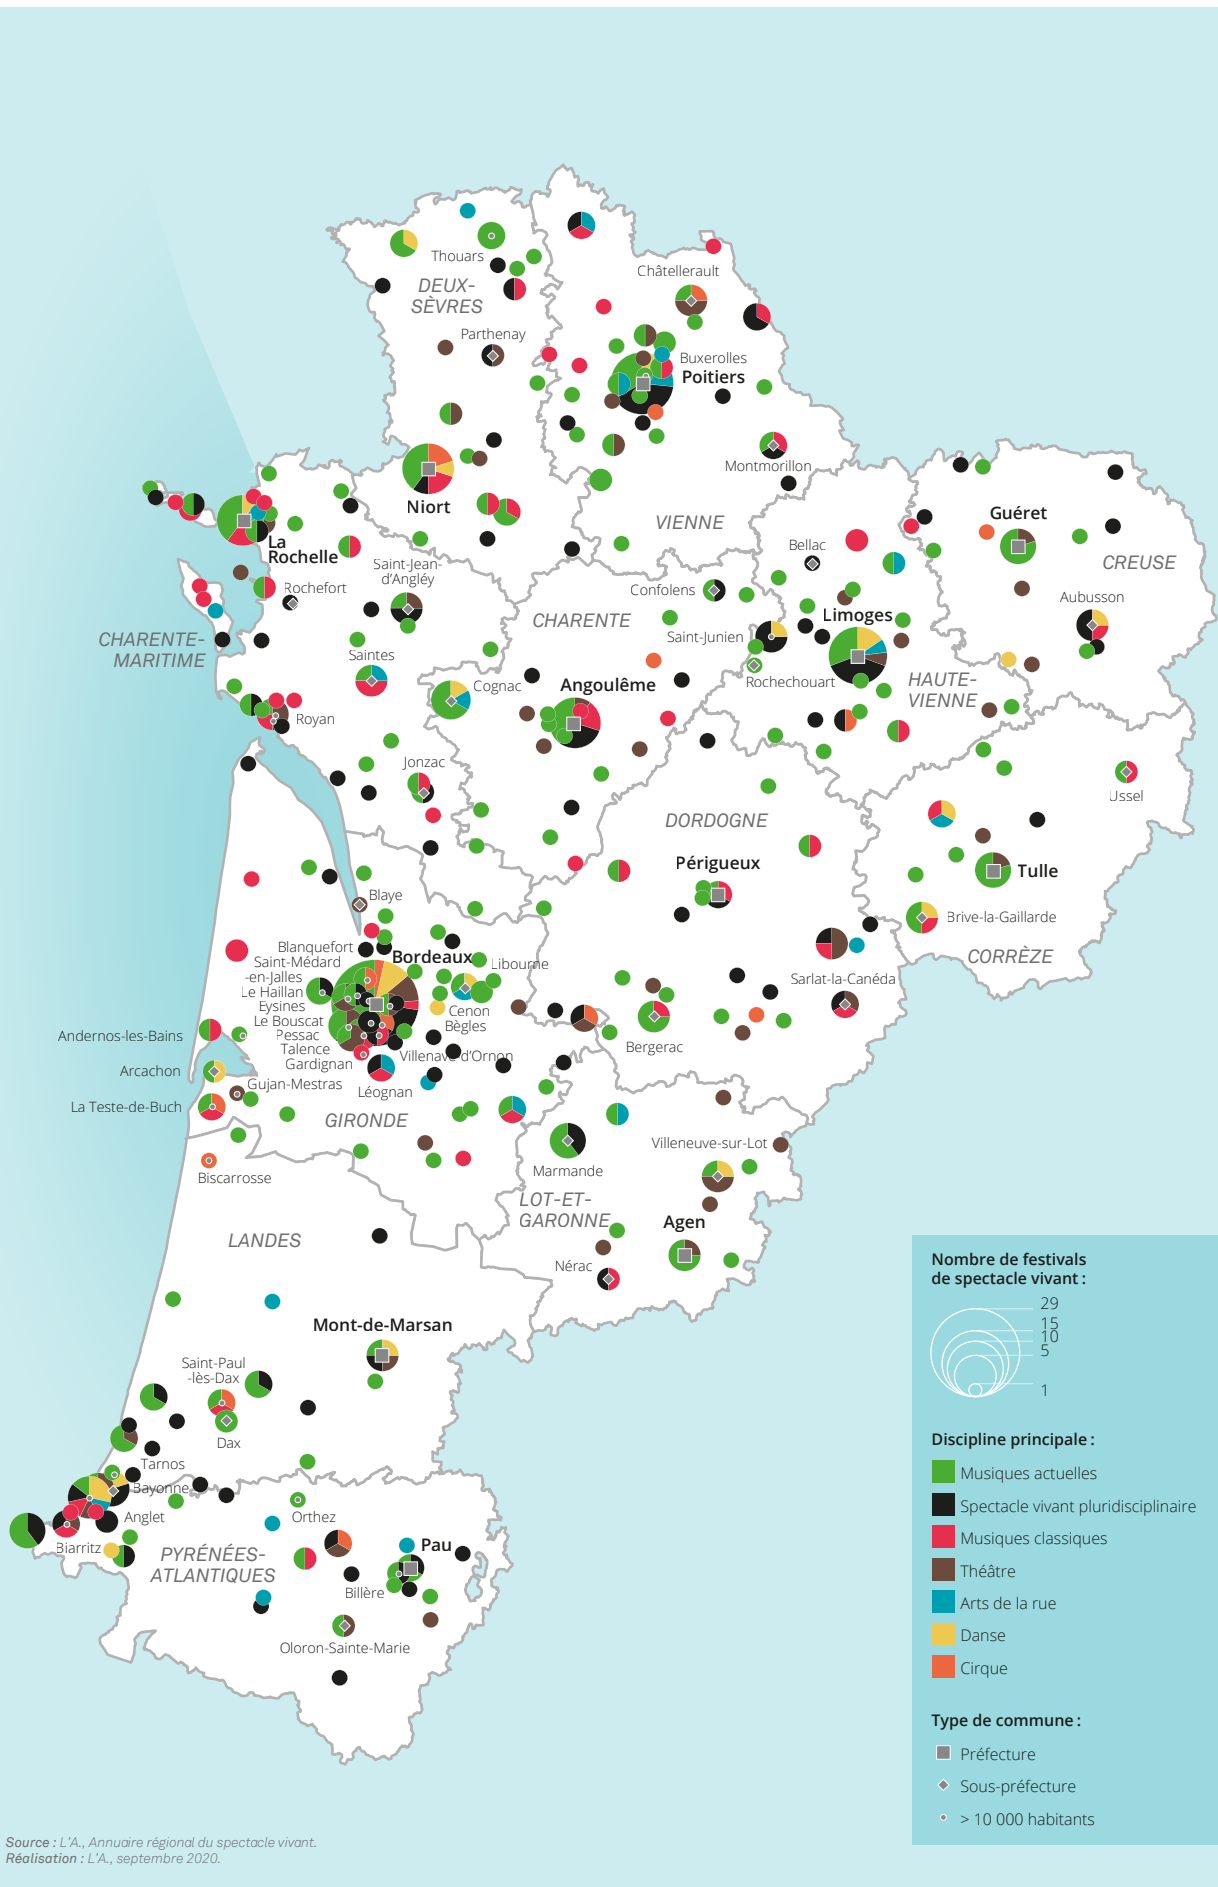 Thouars
DEUX-
SÈVRES
Châtellerault
Parthenay
Buxerolles
Poitiers
Montmorillon
Niort
VIENNE
Guéret
CREUSE
La
Rochelle
Bellac
Saint-Jean-
d'Angléy
Rochefort
Confolens
CHARENTE
Aubusson
Limoges
Saint-Junien
CHARENTE-
MARITIME
Saintes
Rochechouart
HAUTE-
VIENNE
Cognac
Angoulême
Royan
Jonzac
Ussel
DORDOGNE
Périgueux
Tulle
Blaye
Brive-la-Gaillarde
CORRÈZE
Blanquefort
Bordeaux
Saint-Médard
-en-Jalles
Libourne
Le Haillan
Eysines
Sarlat-la-Canéda
Cenon
Le Bouscat
Bègles
Pessac
Andernos-les-Bains
Talence
Bergerac
Gardignan
Villenave d'Ornon
Arcachon
Gujan-Mestras
Léognan
La Teste-de-Buch
GIRONDE
Villeneuve-sur-Lot
Biscarrosse
Marmande
LOT-ET-
GARONNE
Agen
LANDES
Nérac
Mont-de-Marsan
Saint-Paul
-lès-Dax
Dax
Tarnos
Bayonne
Anglet
Orthez
Biarritz
PYRÉNÉES-
ATLANTIQUES
Pau
Billère
Oloron-Sainte-Marie
Nombre de festivals
de spectacle vivant :
29
15
10
5
1
Discipline principale :
Musiques actuelles
Spectacle vivant pluridisciplinaire
Musiques classiques
Théâtre
Arts de la rue
Danse
Cirque
Type de commune :
Préfecture
Sous-préfecture
> 10 000 habitants
Source : L'A., Annuaire régional du spectacle vivant.
Réalisation : L'A., septembre 2020.